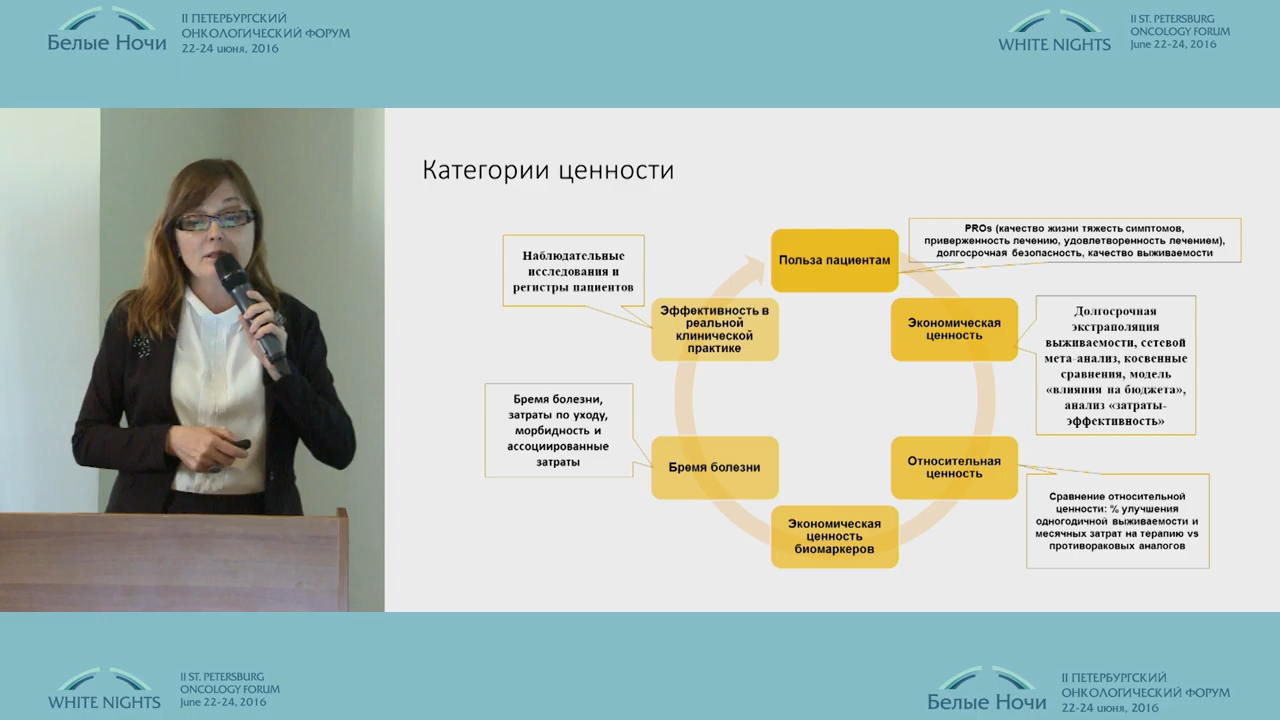 Белые Ночи
II ПЕТЕРБУРГСКИЙ
ОНКОЛОГИЧЕСКИЙ ФОРУМ
22-24 июня, 2016
WHITE NIGHTS
II ST. PETERSBURG
ONCOLOGY FORUM
June 22-24, 2016
Категории ценности
Польза пациентам
PROs (качество жизни тяжесть симптомов,
приверженность лечению, удовлетворенность лечением),
долгосрочная безопасность, качество выживаемости
Экономическая
ценность
Долгосрочная
экстраполяция
выживаемости, сетевой
мета-анализ, косвенные
сравнения, модель
«влияния на бюджета»,
анализ «затраты-
эффективность»
Относительная
ценность
Сравнение относительной
ценности: % улучшения
одногодичной выживаемости и
месячных затрат на терапию vs
противораковых аналогов
Экономическая
ценность
биомаркеров
Бремя болезни
Бремя болезни,
затраты по уходу,
морбидность и
ассоциированные
затраты
Эффективность в
реальной
клинической
практике
Наблюдательные
исследования и
регистры пациентов
WHITE NIGHTS
II ST. PETERSBURG
ONCOLOGY FORUM
June 22-24, 2016
Белые Ночи
II ПЕТЕРБУРГСКИЙ
ОНКОЛОГИЧЕСКИЙ ФОРУМ
22-24 июня, 2016